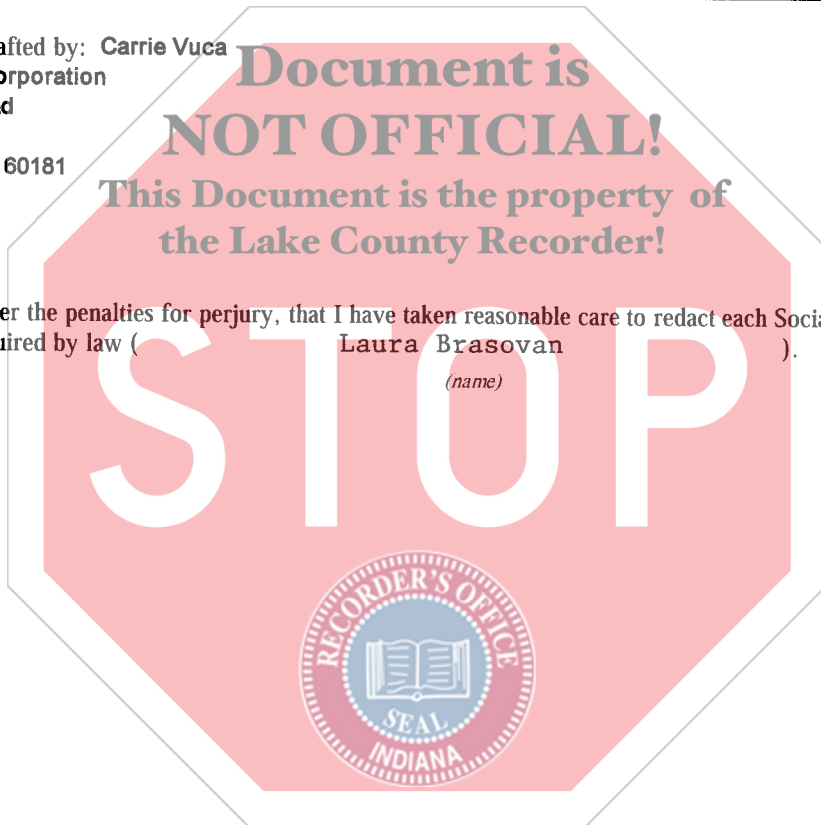 afted by: Carrie Vuca
orporation
d
60181
Document is
NOT OFFICIAL!
This Document is the property of
the Lake County Recorder!
er the penalties for perjury, that I have taken reasonable care to redact each Socia
uired by law ( Laura Brasovan ).
(name)
STOP
RECORDER'S OFFICE
SEAL
INDIANA